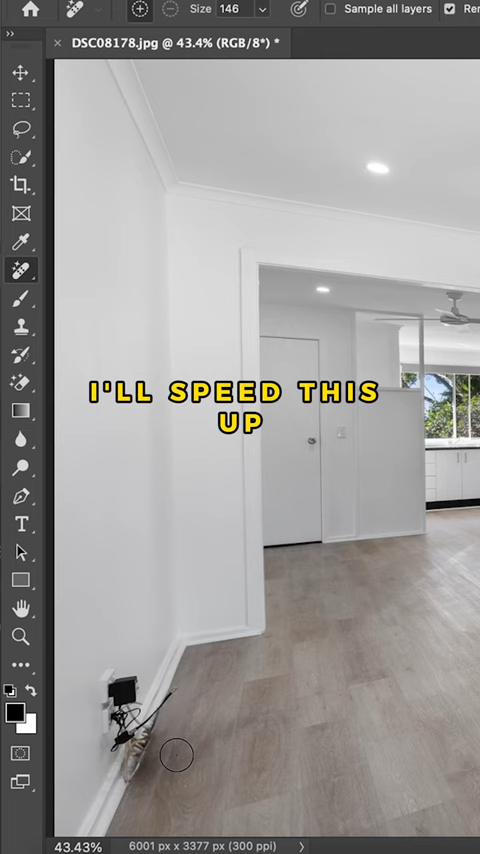 Size 146 Sample all layers Rem
DSC08178.jpg @ 43.4% (RGB/8*) *
I'LL SPEED THIS
UP
T
43.43% 6001 px x 3377 px (300 ppi)